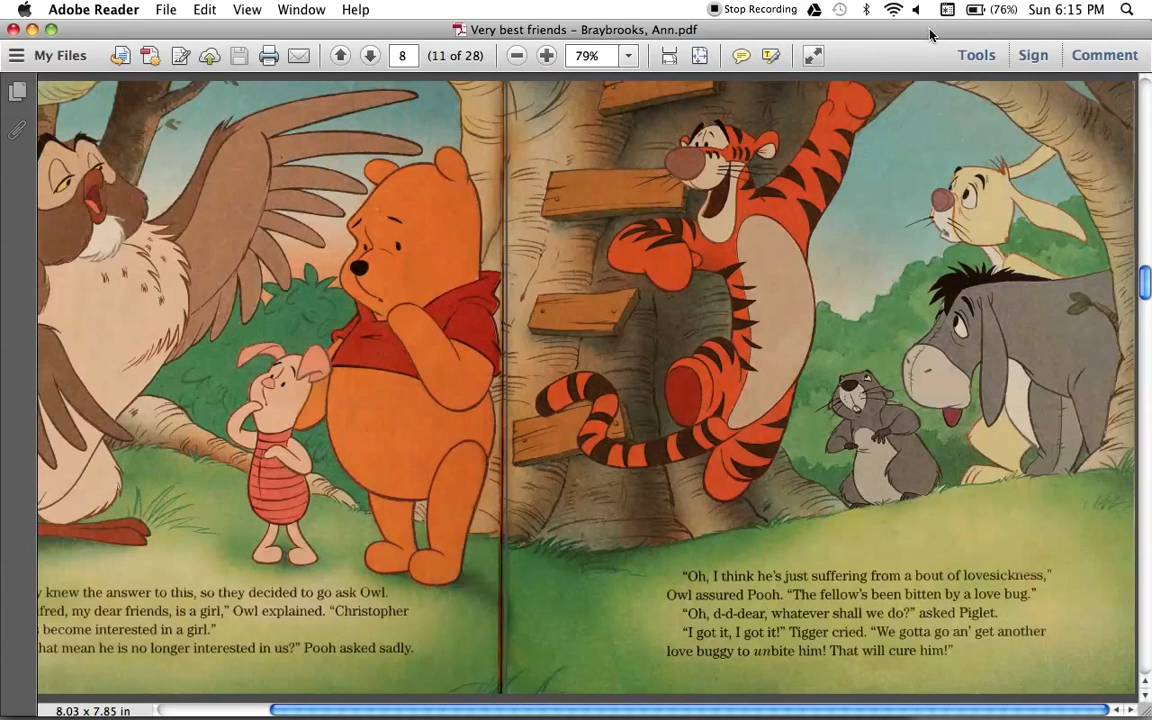 Adobe Reader File Edit View Window Help Stop Recording (76%) Sun 6:15 PM
Very best friends – Braybrooks, Ann.pdf
My Files 8 (11 of 28) 79% Tools Sign Comment
y knew the answer to this, so they decided to go ask Owl.
fred, my dear friends, is a girl,” Owl explained. “Christopher
s become interested in a girl.”
hat mean he is no longer interested in us?” Pooh asked sadly.
“Oh, I think he’s just suffering from a bout of lovesickness,”
Owl assured Pooh. “The fellow’s been bitten by a love bug.”
“Oh, d-d-dear, whatever shall we do?” asked Piglet.
“I got it, I got it!” Tigger cried. “We gotta go an’ get another
love buggy to unbite him! That will cure him!”
8.03 x 7.85 in